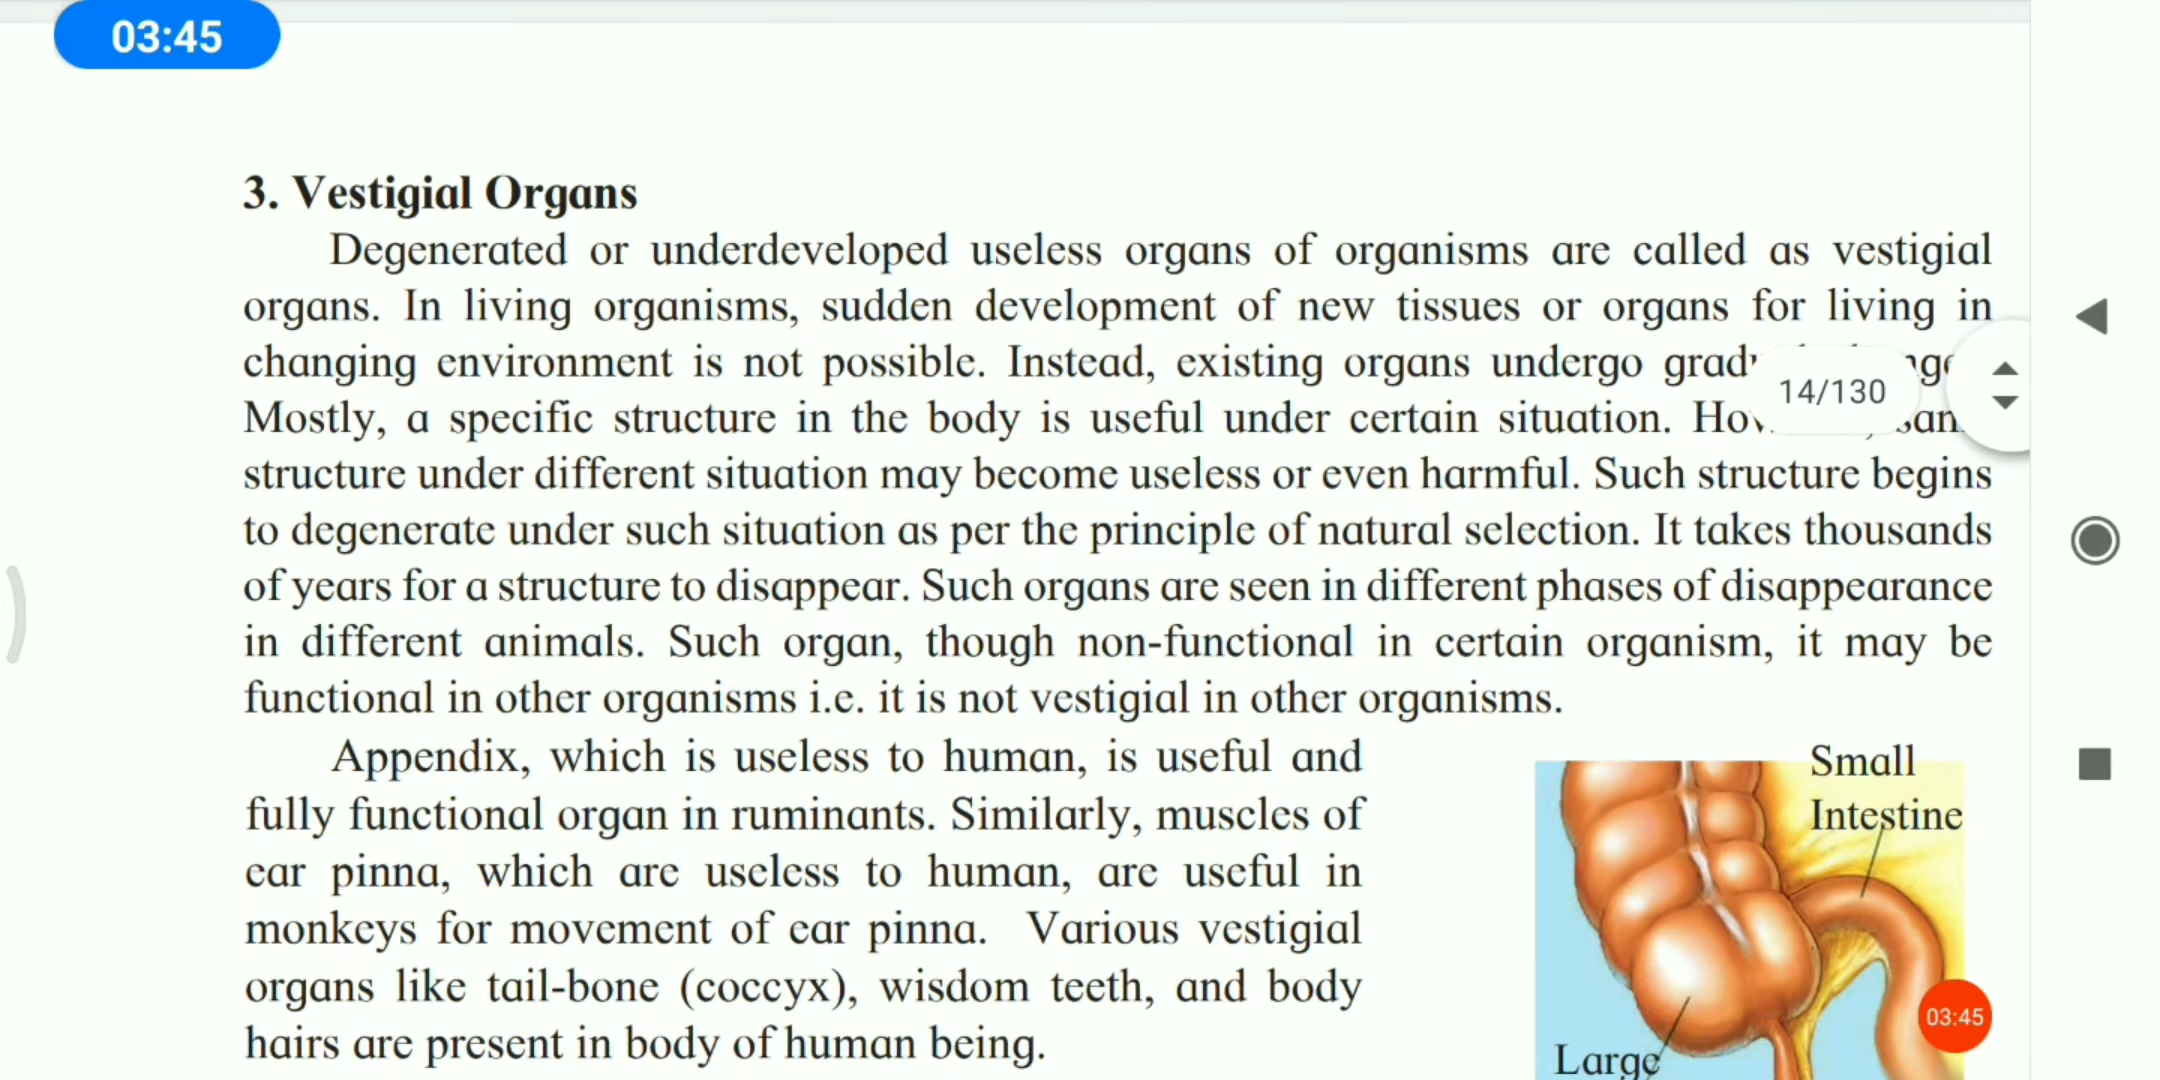 03:45
3. Vestigial Organs
Degenerated or underdeveloped useless organs of organisms are called as vestigial
organs. In living organisms, sudden development of new tissues or organs for living in
changing environment is not possible. Instead, existing organs undergo
14/130
Mostly, a specific structure in the body is useful under certain situation.
structure under different situation may become useless or even harmful. Such structure begins
to degenerate under such situation as per the principle of natural selection. It takes thousands
of years for a structure to disappear. Such organs are seen in different phases of disappearance
in different animals. Such organ, though non-functional in certain organism, it may be
functional in other organisms i.e. it is not vestigial in other organisms.
Appendix, which is useless to human, is useful and
fully functional organ in ruminants. Similarly, muscles of
ear pinna, which are useless to human, are useful in
monkeys for movement of ear pinna. Various vestigial
organs like tail-bone (coccyx), wisdom teeth, and body
hairs are present in body of human being.
Small
Intestine
03:45
Large